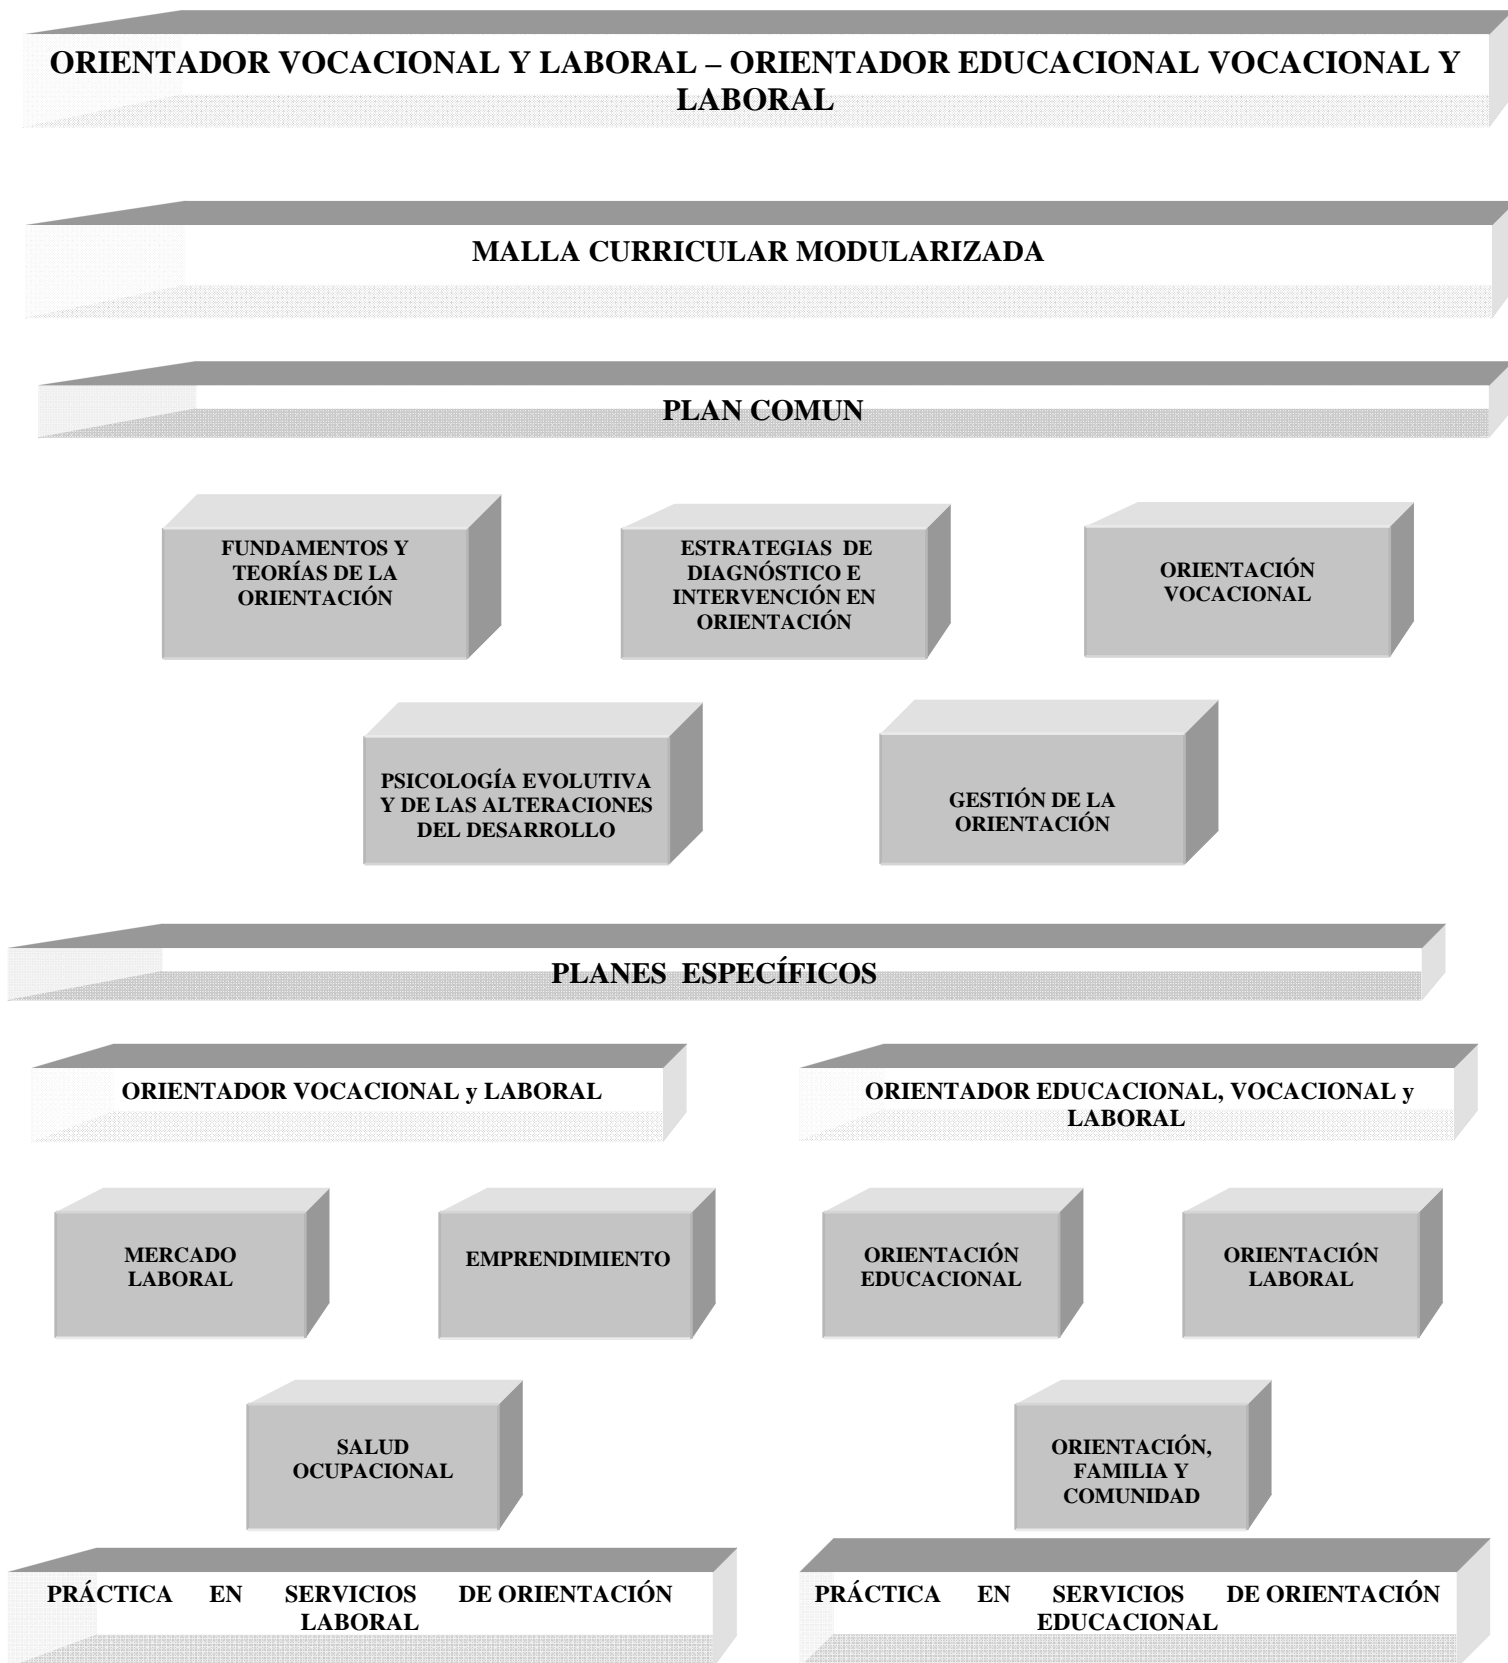 ORIENTADOR VOCACIONAL Y LABORAL – ORIENTADOR EDUCACIONAL VOCACIONAL Y
LABORAL
MALLA CURRICULAR MODULARIZADA
PLAN COMUN
FUNDAMENTOS Y
TEORÍAS DE LA
ORIENTACIÓN
ESTRATEGIAS DE
DIAGNÓSTICO E
INTERVENCIÓN EN
ORIENTACIÓN
ORIENTACIÓN
VOCACIONAL
PSICOLOGÍA EVOLUTIVA
Y DE LAS ALTERACIONES
DEL DESARROLLO
GESTIÓN DE LA
ORIENTACIÓN
PLANES ESPECÍFICOS
ORIENTADOR VOCACIONAL y LABORAL
ORIENTADOR EDUCACIONAL, VOCACIONAL y
LABORAL
MERCADO
LABORAL
EMPRENDIMIENTO
ORIENTACIÓN
EDUCACIONAL
ORIENTACIÓN
LABORAL
SALUD
OCUPACIONAL
ORIENTACIÓN,
FAMILIA Y
COMUNIDAD
PRÁCTICA EN SERVICIOS DE ORIENTACIÓN
LABORAL
PRÁCTICA EN SERVICIOS DE ORIENTACIÓN
EDUCACIONAL